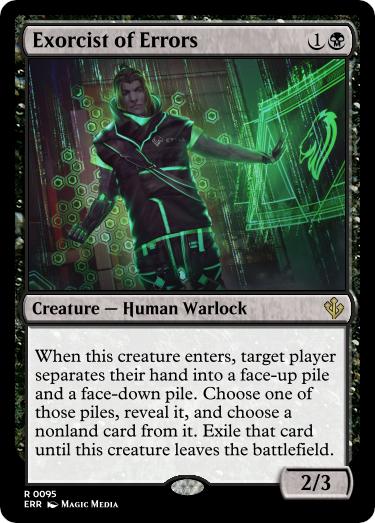 Exorcist of Errors 1
Creature — Human Warlock
When this creature enters, target player
separates their hand into a face-up pile
and a face-down pile. Choose one of
those piles, reveal it, and choose a
nonland card from it. Exile that card
until this creature leaves the battlefield.
2/3
R 0095
ERR Magic Media